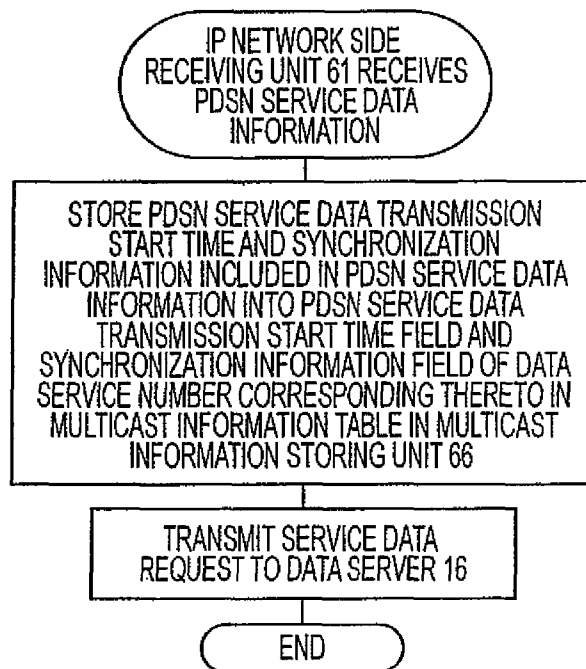 IP NETWORK SIDE
RECEIVING UNIT 61 RECEIVES
PDSN SERVICE DATA
INFORMATION
STORE PDSN SERVICE DATA TRANSMISSION
START TIME AND SYNCHRONIZATION
INFORMATION INCLUDED IN PDSN SERVICE DATA
INFORMATION INTO PDSN SERVICE DATA
TRANSMISSION START TIME FIELD AND
SYNCHRONIZATION INFORMATION FIELD OF DATA
SERVICE NUMBER CORRESPONDING THERETO IN
MULTICAST INFORMATION TABLE IN MULTICAST
INFORMATION STORING UNIT 66
TRANSMIT SERVICE DATA
REQUEST TO DATA SERVER 16
END